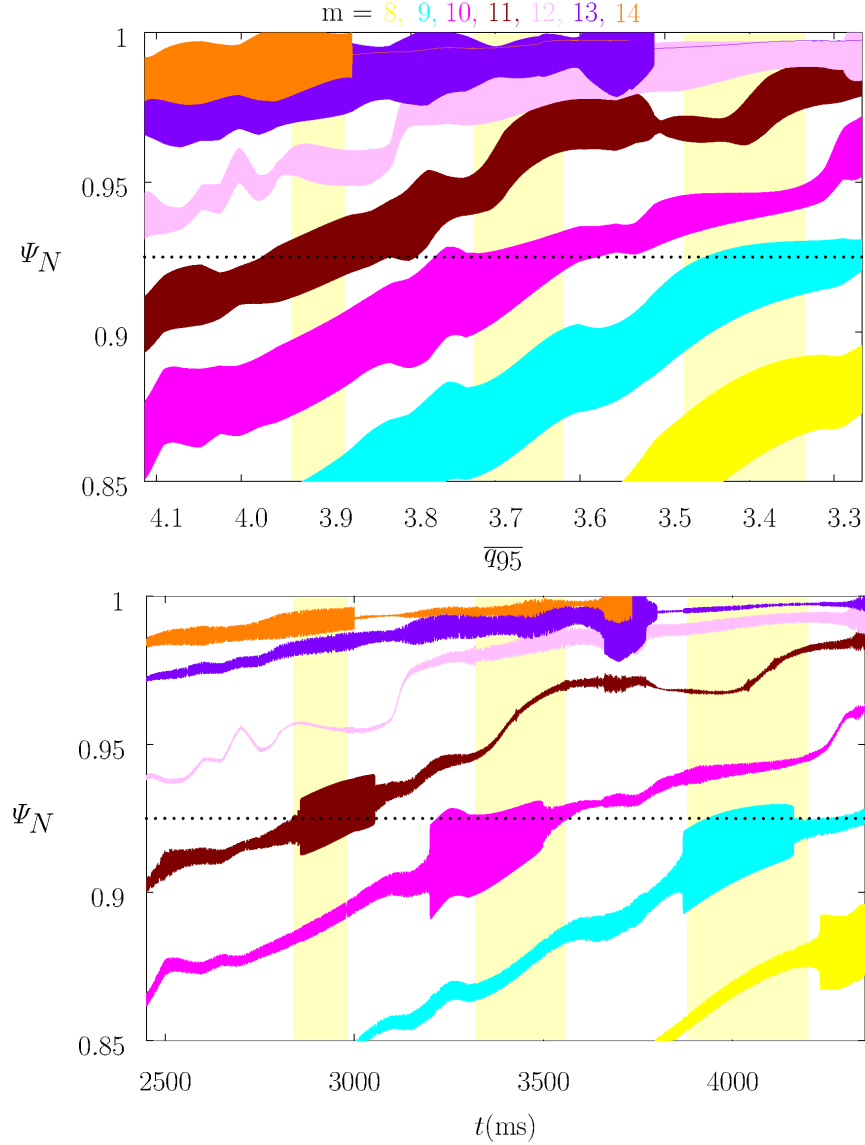 m = 8, 9, 10, 11, 12, 13, 14
1
0.95
Ψ_N
0.9
0.85
4.1 4.0 3.9 3.8 3.7 3.6 3.5 3.4 3.3
\overline{q_{95}}
1
0.95
Ψ_N
0.9
0.85
2500 3000 3500 4000
t(ms)